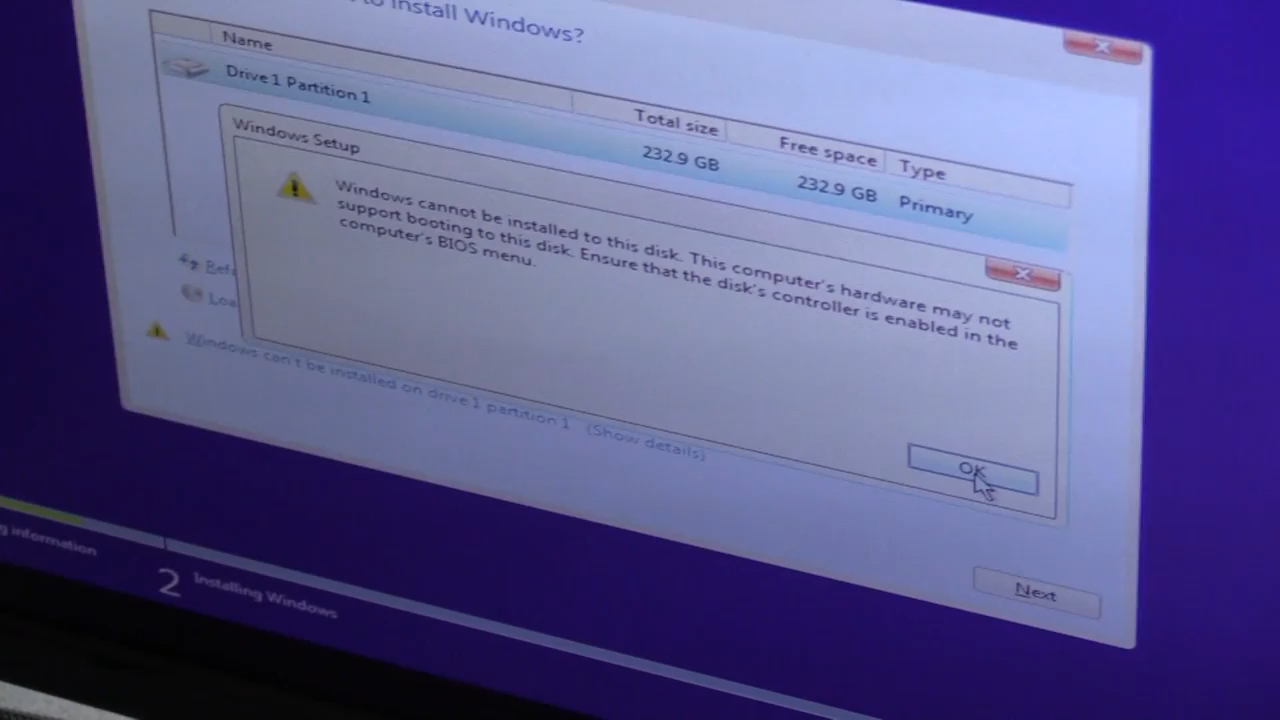 to install Windows?
Name
Total size
Free space
Type
Drive 1 Partition 1
232.9 GB
232.9 GB
Primary
Windows Setup
Windows cannot be installed to this disk. This computer's hardware may not
support booting to this disk. Ensure that the disk's controller is enabled in the
computer's BIOS menu.
Refr
Loa
Windows can't be installed on drive 1 partition 1 (Show details)
OK
Next
g information
2 Installing Windows